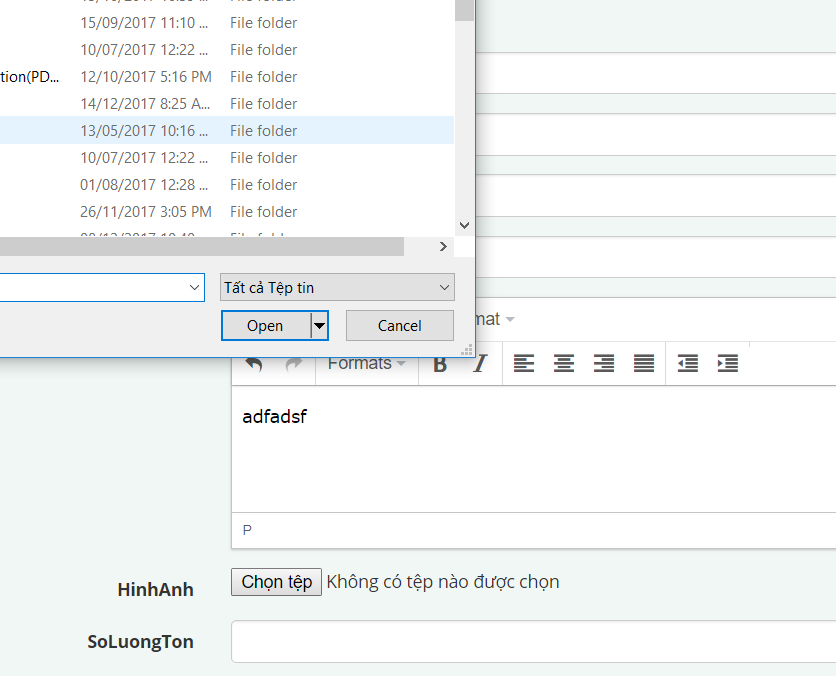 15/09/2017 11:10 ... File folder
10/07/2017 12:22 ... File folder
tion(PD... 12/10/2017 5:16 PM File folder
14/12/2017 8:25 A... File folder
13/05/2017 10:16 ... File folder
10/07/2017 12:22 ... File folder
01/08/2017 12:28 ... File folder
26/11/2017 3:05 PM File folder
Tất cả Tệp tin
Open Cancel
mat
Formats B I
adfadsf
P
HinhAnh Chọn tệp Không có tệp nào được chọn
SoLuongTon